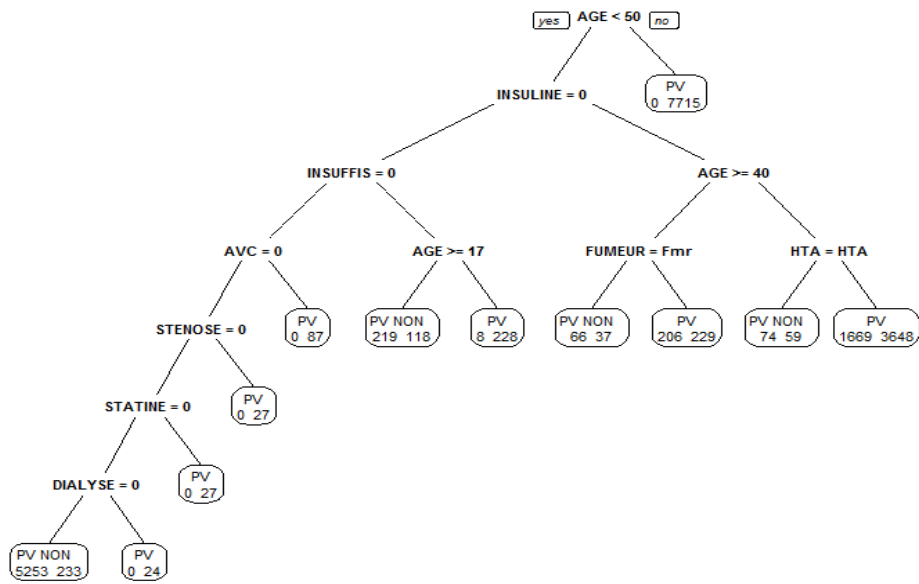 yes AGE < 50 no
PV
0 7715
INSULINE = 0
INSUFFIS = 0
AGE >= 40
AVC = 0
AGE >= 17
FUMEUR = Fmr
HTA = HTA
PV
0 87
PV NON
219 118
PV
8 228
PV NON
66 37
PV
206 229
PV NON
74 59
PV
1669 3648
STENOSE = 0
PV
0 27
STATINE = 0
PV
0 27
DIALYSE = 0
PV NON
5253 233
PV
0 24